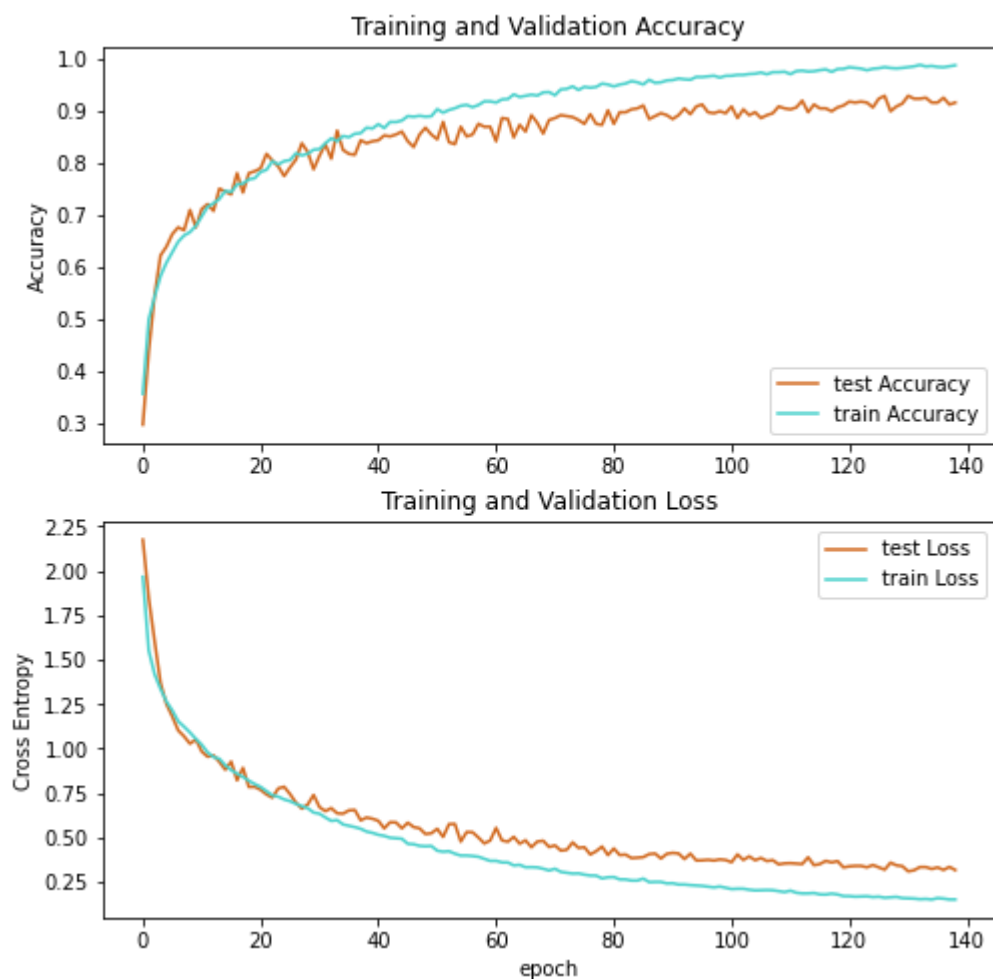 Training and Validation Accuracy
1.0
0.9
0.8
0.7
0.6
0.5
0.4
0.3
Accuracy
test Accuracy
train Accuracy
0 20 40 60 80 100 120 140
Training and Validation Loss
2.25
2.00
1.75
1.50
1.25
1.00
0.75
0.50
0.25
Cross Entropy
test Loss
train Loss
0 20 40 60 80 100 120 140
epoch